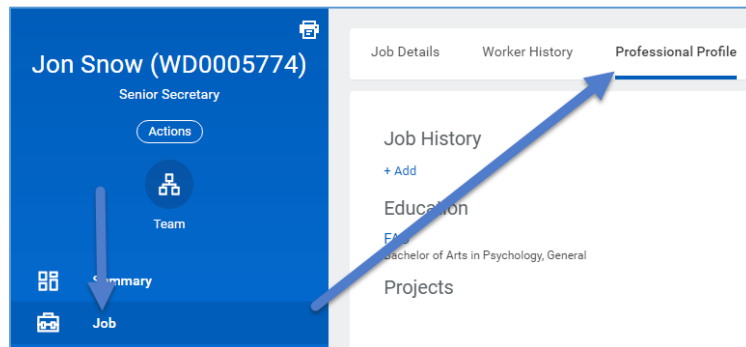 Jon Snow (WD0005774)
Senior Secretary
Actions
Team
Summary
Job
Job Details Worker History Professional Profile
Job History
+ Add
Education
Bachelor of Arts in Psychology, General
Projects